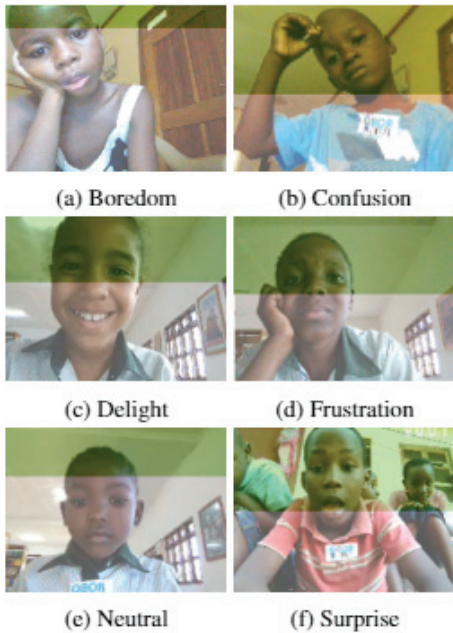 (a) Boredom
(b) Confusion
(c) Delight
(d) Frustration
(e) Neutral
(f) Surprise